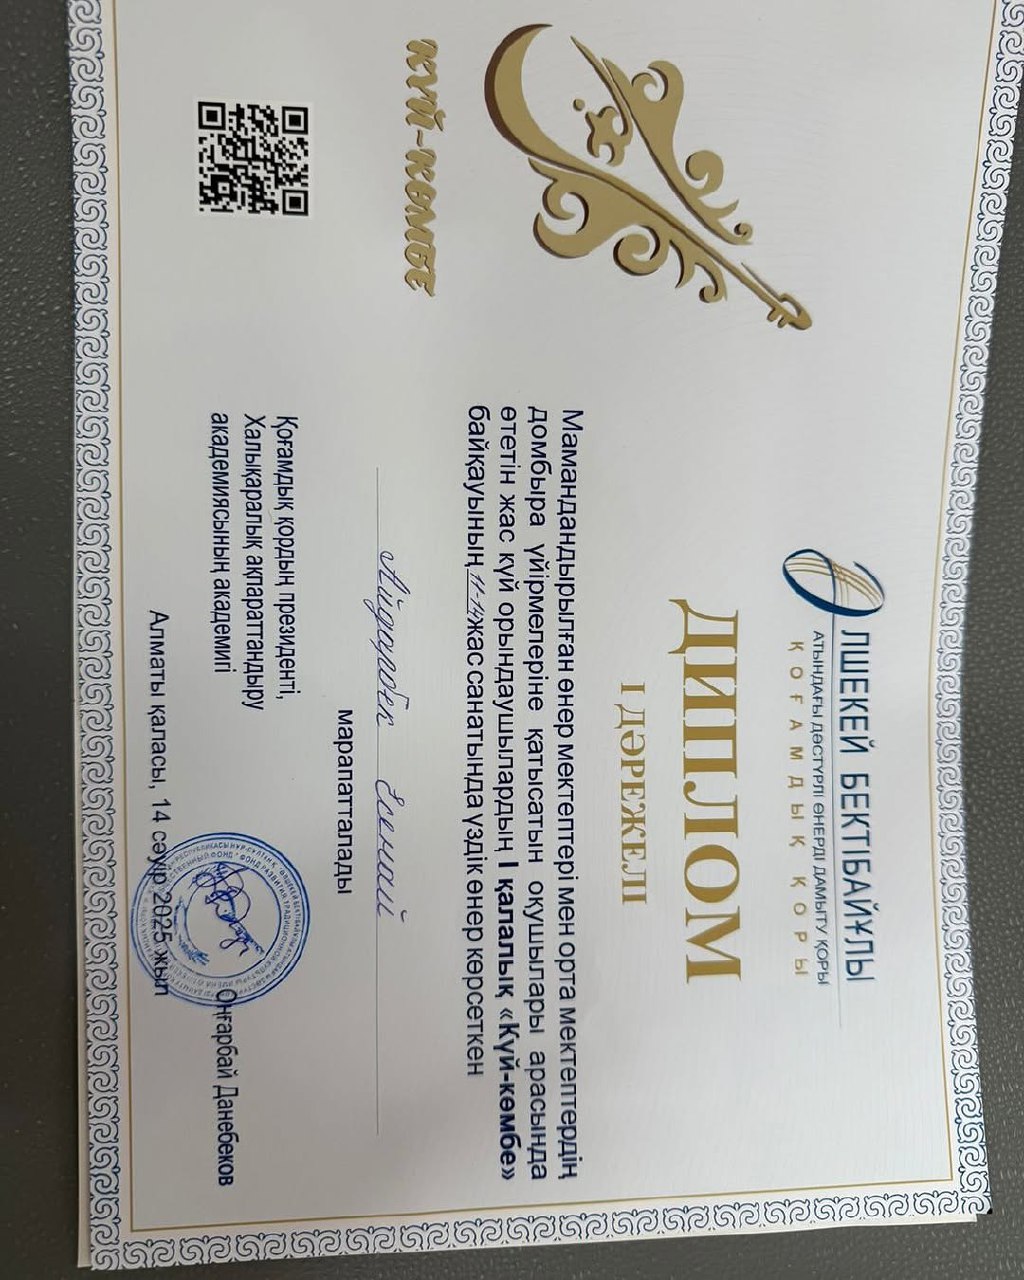 ӘЛШЕКЕЙ БЕКТІБАЙҰЛЫ
АТЫНДАҒЫ ДӘСТҮРЛІ ӨНЕРДІ ДАМЫТУ ҚОРЫ
ҚОҒАМДЫҚ ҚОРЫ
ДИПЛОМ
І ДӘРЕЖЕЛІ
КҮЙ-КӨМБЕ
Мамандандырылған өнер мектептері мен орта мектептердің
домбыра үйірмелеріне қатысатын оқушылары арасында
өтетін жас күй орындаушылардың І қалалық «Күй-көмбе»
байқауының 11-14 жас санатында үздік өнер көрсеткен
Айдарбек
марапатталады
Қоғамдық қордың президенті,
Халықаралық ақпараттандыру
академиясының академигі
Оңғарбай Данебеков
Алматы қаласы, 14 сәуір 2025 жыл